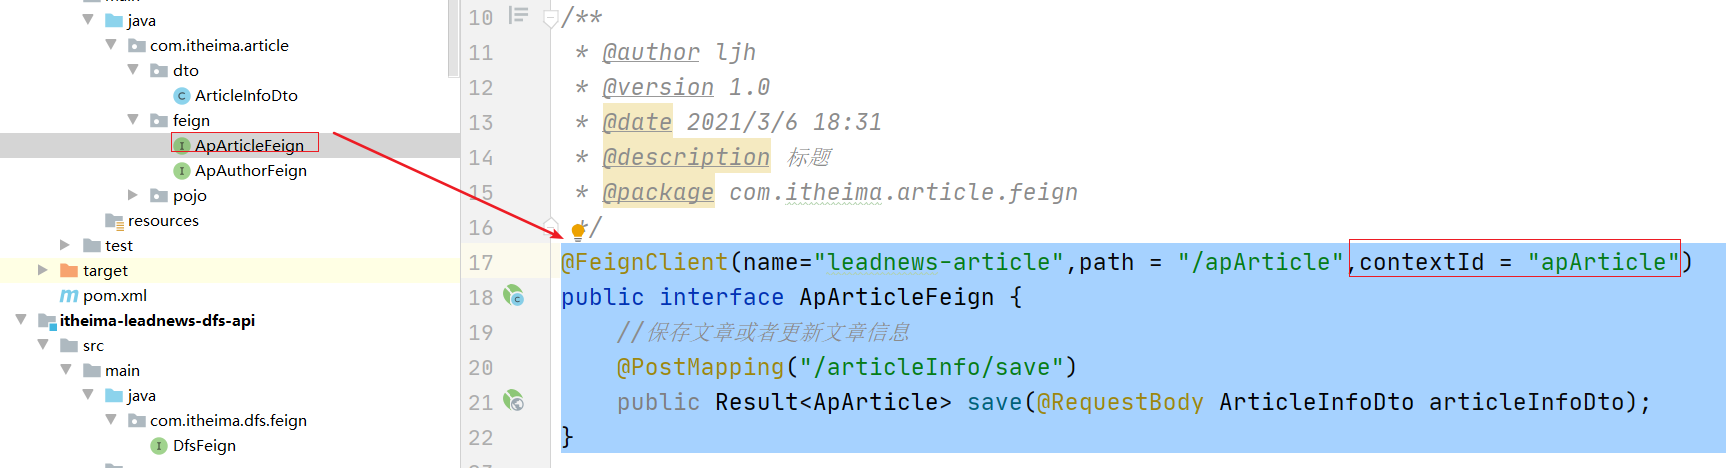 main
java
com.itheima.article
dto
ArticleInfoDto
feign
ApArticleFeign
ApAuthorFeign
pojo
resources
test
target
pom.xml
itheima-leadnews-dfs-api
src
main
java
com.itheima.dfs.feign
DfsFeign
10 /**
11 * @author ljh
12 * @version 1.0
13 * @date 2021/3/6 18:31
14 * @description 标题
15 * @package com.itheima.article.feign
16 */
17 @FeignClient(name="leadnews-article",path = "/apArticle",contextId = "apArticle")
18 public interface ApArticleFeign {
19 //保存文章或者更新文章信息
20 @PostMapping("/articleInfo/save")
21 public Result<ApArticle> save(@RequestBody ArticleInfoDto articleInfoDto);
22 }